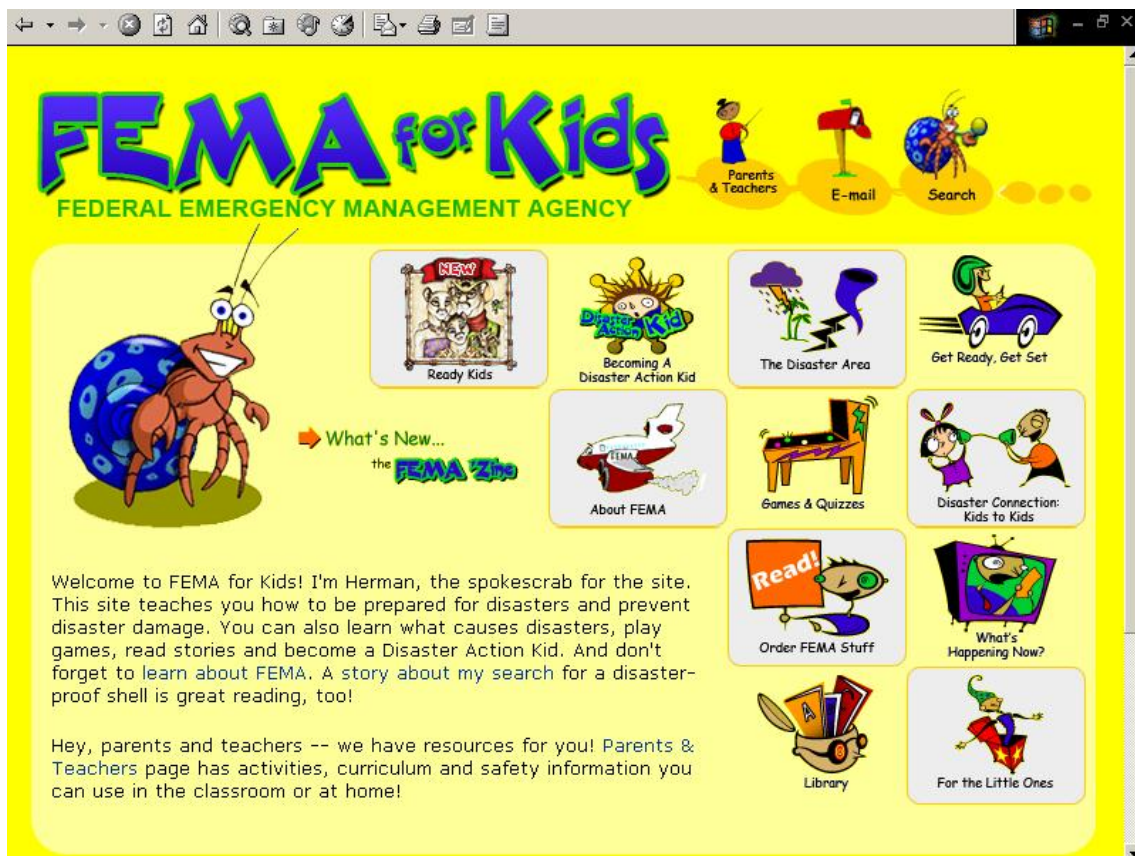 FEMA for Kids
FEDERAL EMERGENCY MANAGEMENT AGENCY
Parents
& Teachers
E-mail
Search
NEW
Ready Kids
Disaster Action Kid
Becoming A
Disaster Action Kid
The Disaster Area
Get Ready, Get Set
What's New...
the FEMA 'Zine
FEMA
About FEMA
Games & Quizzes
Disaster Connection:
Kids to Kids
Read!
Order FEMA Stuff
What's
Happening Now?
A
C
Library
For the Little Ones
Welcome to FEMA for Kids! I'm Herman, the spokescrab for the site.
This site teaches you how to be prepared for disasters and prevent
disaster damage. You can also learn what causes disasters, play
games, read stories and become a Disaster Action Kid. And don't
forget to learn about FEMA. A story about my search for a disaster-
proof shell is great reading, too!
Hey, parents and teachers -- we have resources for you! Parents &
Teachers page has activities, curriculum and safety information you
can use in the classroom or at home!